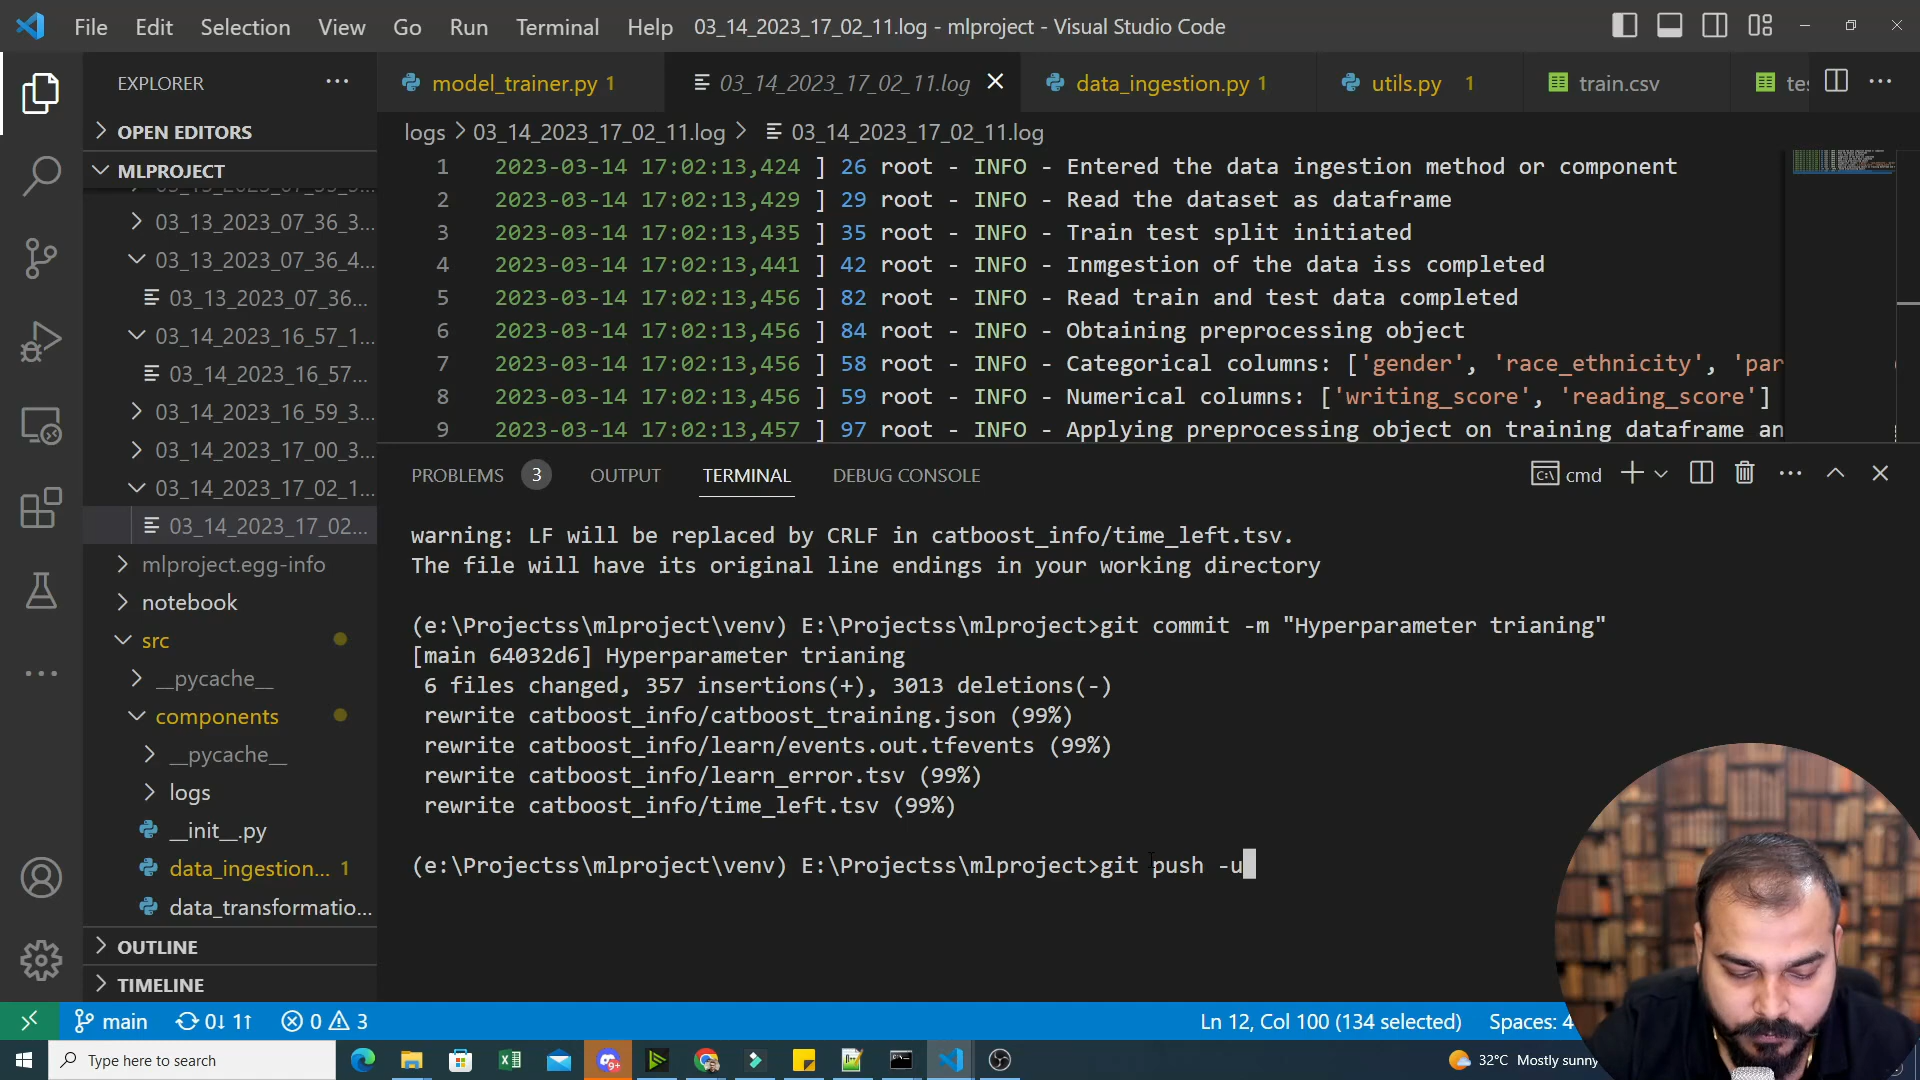 File Edit Selection View Go Run Terminal Help 03_14_2023_17_02_11.log - mlproject - Visual Studio Code
EXPLORER
OPEN EDITORS
MLPROJECT
03_13_2023_07_36_3...
03_13_2023_07_36_4...
03_13_2023_07_36...
03_14_2023_16_57_1...
03_14_2023_16_57...
03_14_2023_16_59_3...
03_14_2023_17_00_3...
03_14_2023_17_02_1...
03_14_2023_17_02...
mlproject.egg-info
notebook
src
__pycache__
components
__pycache__
logs
__init__.py
data_ingestion... 1
data_transformatio...
OUTLINE
TIMELINE
model_trainer.py 1 03_14_2023_17_02_11.log data_ingestion.py 1 utils.py 1 train.csv
logs > 03_14_2023_17_02_11.log > 03_14_2023_17_02_11.log
1 2023-03-14 17:02:13,424 ] 26 root - INFO - Entered the data ingestion method or component
2 2023-03-14 17:02:13,429 ] 29 root - INFO - Read the dataset as dataframe
3 2023-03-14 17:02:13,435 ] 35 root - INFO - Train test split initiated
4 2023-03-14 17:02:13,441 ] 42 root - INFO - Inmgestion of the data iss completed
5 2023-03-14 17:02:13,456 ] 82 root - INFO - Read train and test data completed
6 2023-03-14 17:02:13,456 ] 84 root - INFO - Obtaining preprocessing object
7 2023-03-14 17:02:13,456 ] 58 root - INFO - Categorical columns: ['gender', 'race_ethnicity', 'par
8 2023-03-14 17:02:13,456 ] 59 root - INFO - Numerical columns: ['writing_score', 'reading_score']
9 2023-03-14 17:02:13,457 ] 97 root - INFO - Applying preprocessing object on training dataframe an
PROBLEMS 3 OUTPUT TERMINAL DEBUG CONSOLE cmd
warning: LF will be replaced by CRLF in catboost_info/time_left.tsv.
The file will have its original line endings in your working directory
(e:\Projectss\mlproject\venv) E:\Projectss\mlproject>git commit -m "Hyperparameter trianing"
[main 64032d6] Hyperparameter trianing
6 files changed, 357 insertions(+), 3013 deletions(-)
rewrite catboost_info/catboost_training.json (99%)
rewrite catboost_info/learn/events.out.tfevents (99%)
rewrite catboost_info/learn_error.tsv (99%)
rewrite catboost_info/time_left.tsv (99%)
(e:\Projectss\mlproject\venv) E:\Projectss\mlproject>git push -u
main 0↓ 1↑ 0 3 Ln 12, Col 100 (134 selected) Spaces: 4
Type here to search 32°C Mostly sunny